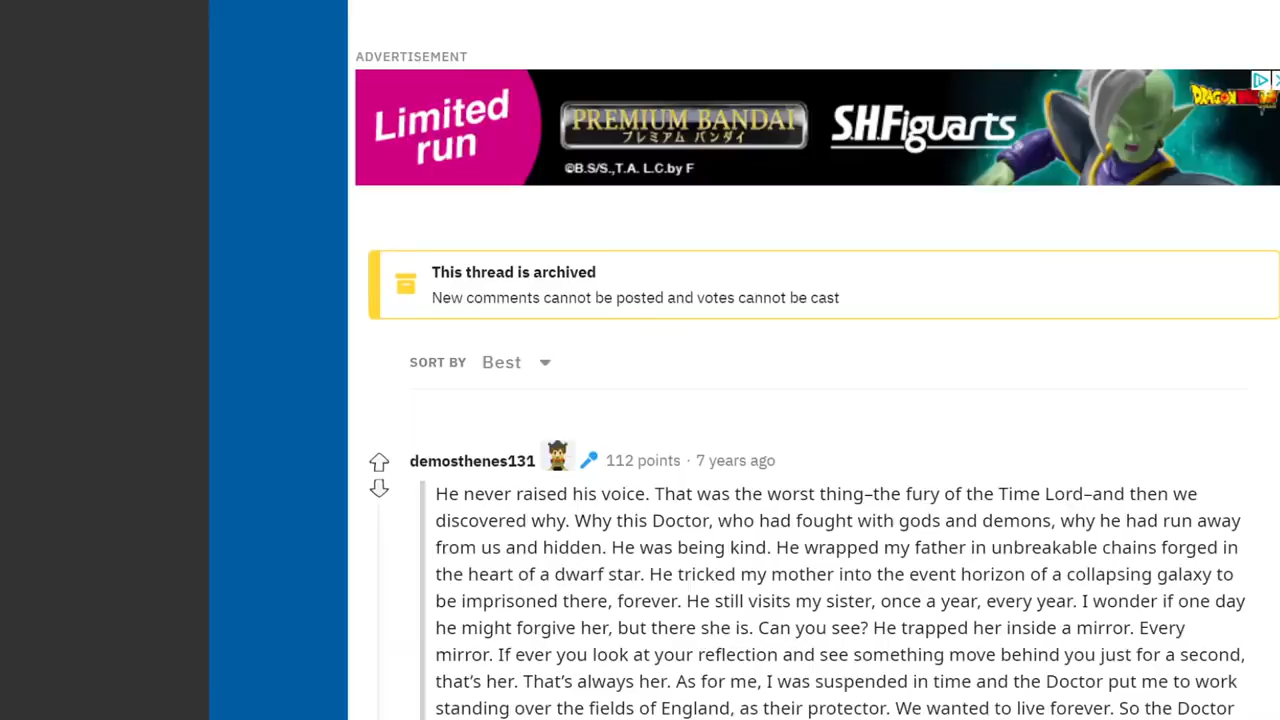 ADVERTISEMENT
Limited
run
PREMIUM BANDAI
プレミアム バンダイ
©B.S/S.,T.A. L.C.by F
S.H.Figuarts
DRAGON BALL
This thread is archived
New comments cannot be posted and votes cannot be cast
SORT BY Best
demosthenes131 112 points · 7 years ago
He never raised his voice. That was the worst thing–the fury of the Time Lord–and then we
discovered why. Why this Doctor, who had fought with gods and demons, why he had run away
from us and hidden. He was being kind. He wrapped my father in unbreakable chains forged in
the heart of a dwarf star. He tricked my mother into the event horizon of a collapsing galaxy to
be imprisoned there, forever. He still visits my sister, once a year, every year. I wonder if one day
he might forgive her, but there she is. Can you see? He trapped her inside a mirror. Every
mirror. If ever you look at your reflection and see something move behind you just for a second,
that’s her. That’s always her. As for me, I was suspended in time and the Doctor put me to work
standing over the fields of England, as their protector. We wanted to live forever. So the Doctor